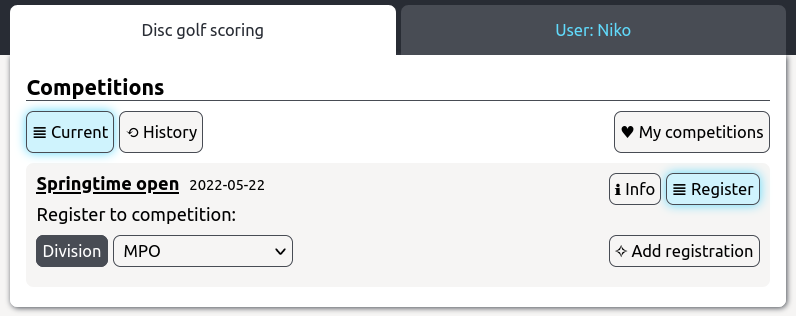 Disc golf scoring User: Niko
Competitions
≣ Current ⟲ History ♥ My competitions
Springtime open 2022-05-22 ℹ Info ≣ Register
Register to competition:
Division MPO ✧ Add registration